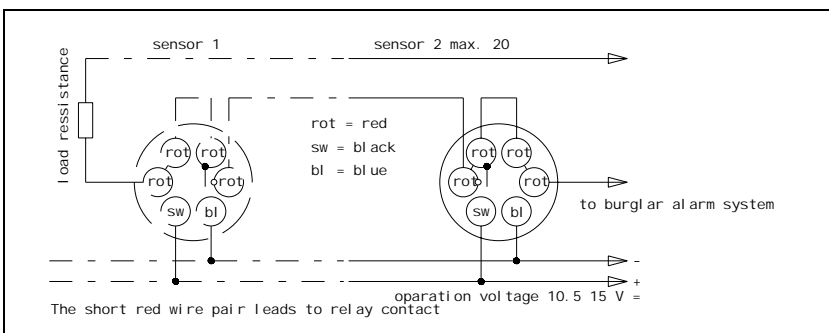 sensor 1
sensor 2 max. 20
load ressistance
rot = red
sw = black
bl = blue
rot rot
rot rot
sw bl
rot rot
rot rot
sw bl
to burglar alarm system
-
+
oparation voltage 10.5 15 V =
The short red wire pair leads to relay contact